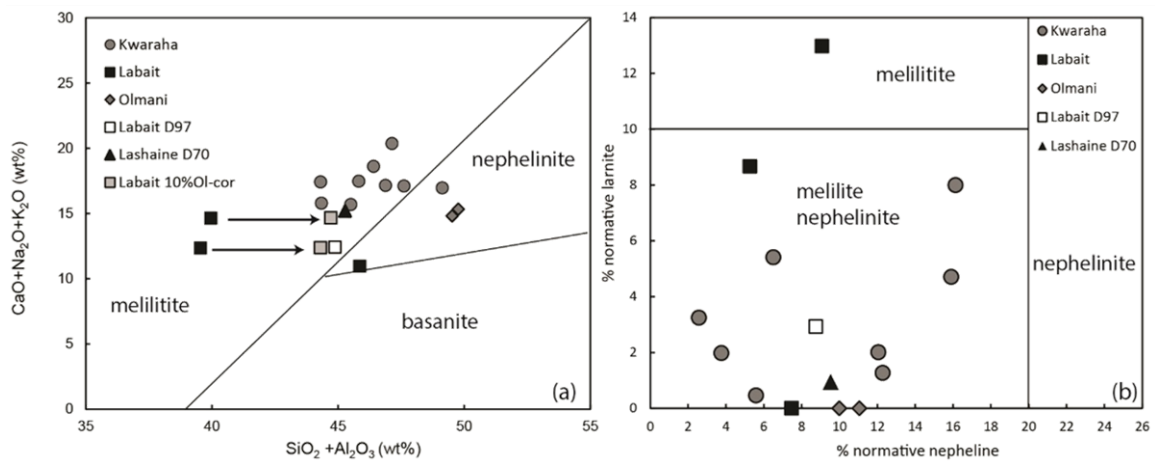 30
25
20
15
10
5
0
35
40
45
50
55
CaO+Na₂O+K₂O (wt%)
SiO₂ +Al₂O₃ (wt%)
Kwaraha
Labait
Olmani
Labait D97
Lashaine D70
Labait 10%Ol-cor
nephelinite
melilitite
basanite
(a)
14
12
10
8
6
4
2
0
0
2
4
6
8
10
12
14
16
18
20
22
24
26
% normative larnite
% normative nepheline
melilitite
melilite
nephelinite
nephelinite
Kwaraha
Labait
Olmani
Labait D97
Lashaine D70
(b)